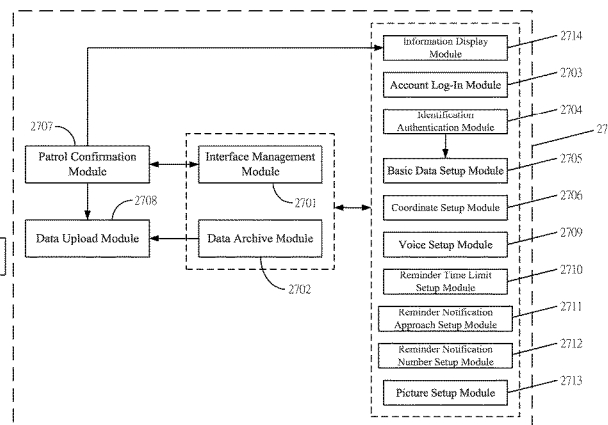 Information Display
Module
2714
Account Log-In Module
2703
Identification
Authentication Module
2704
27
2707
Patrol Confirmation
Module
Interface Management
Module
2701
Basic Data Setup Module
2705
2708
Data Upload Module
Data Archive Module
2702
Coordinate Setup Module
2706
Voice Setup Module
2709
Reminder Time Limit
Setup Module
2710
Reminder Notification
Approach Setup Module
2711
Reminder Notification
Number Setup Module
2712
Picture Setup Module
2713